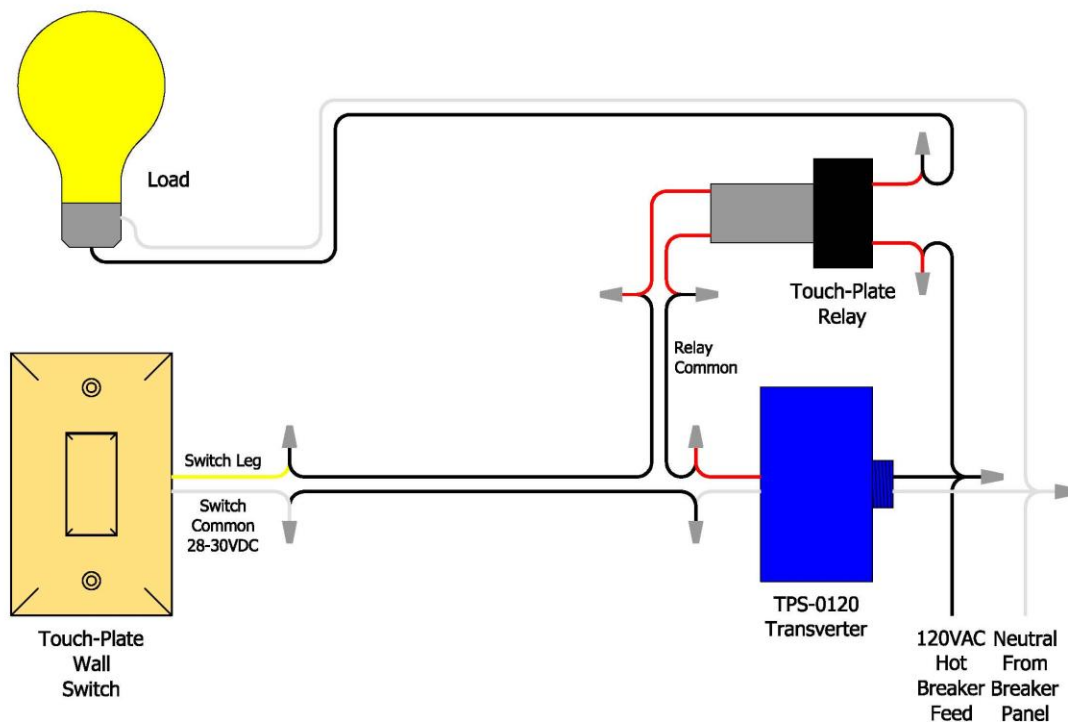 Load
Touch-Plate
Relay
Relay
Common
Switch Leg
Switch
Common
28-30VDC
Touch-Plate
Wall
Switch
TPS-0120
Transverter
120VAC
Hot
Breaker
Feed
Neutral
From
Breaker
Panel